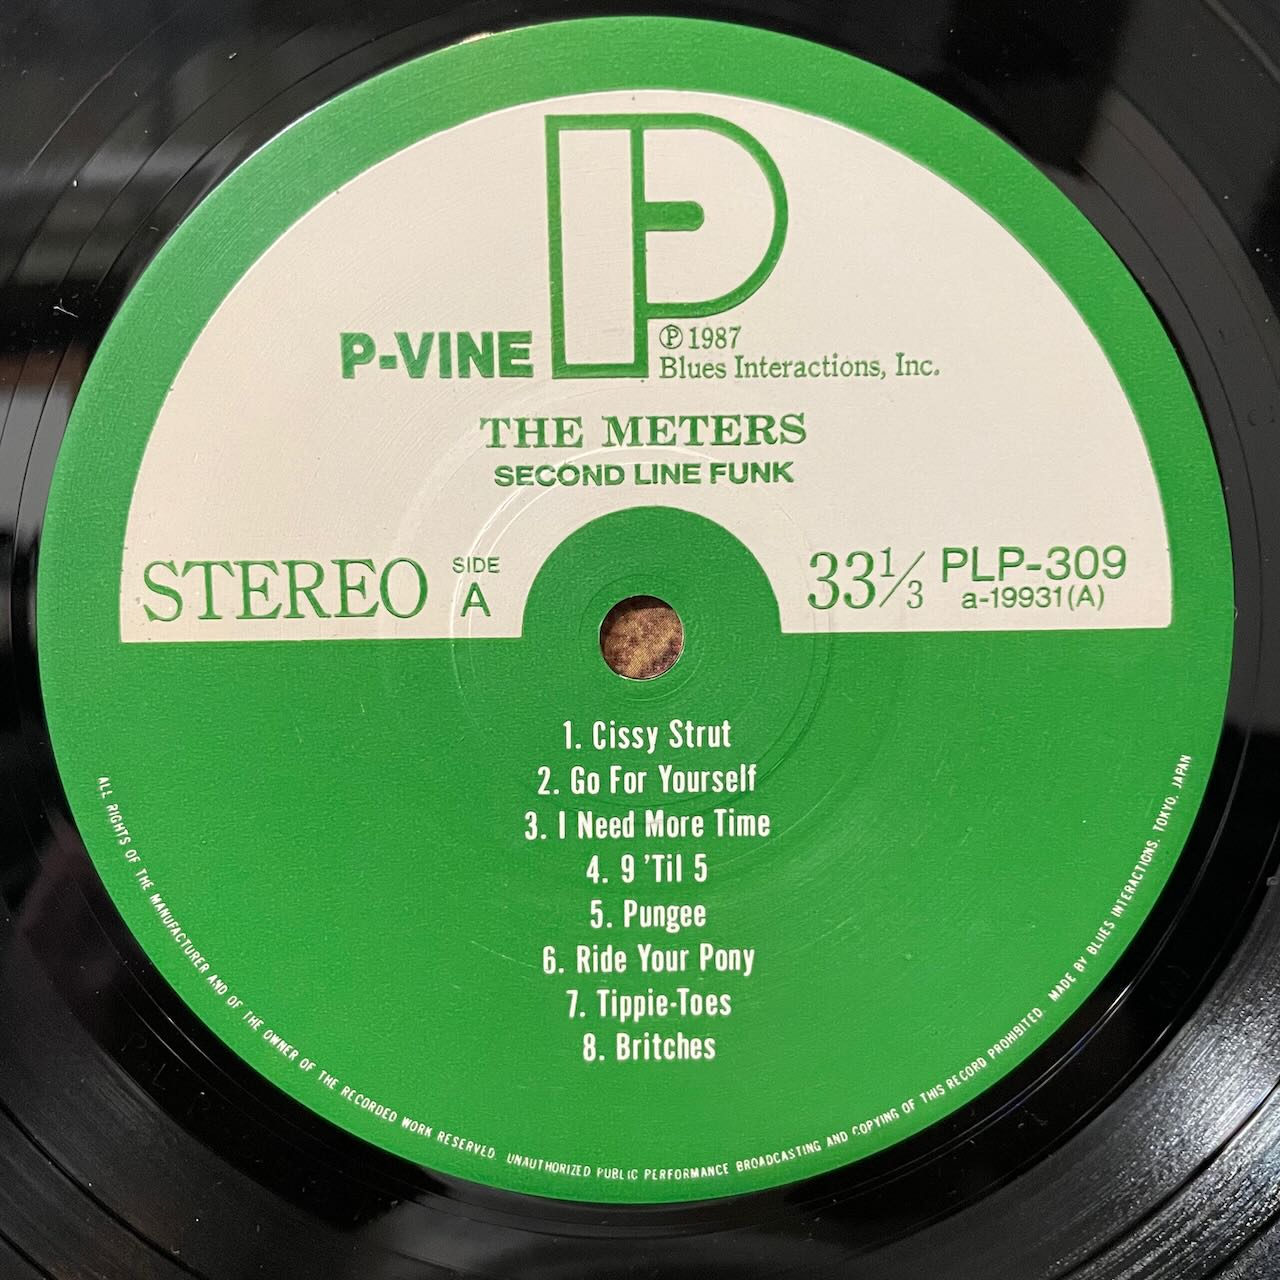 P-VINE
Ⓟ 1987
Blues Interactions, Inc.
THE METERS
SECOND LINE FUNK
STEREO
SIDE
A
33⅓
PLP-309
a-19931(A)
1. Cissy Strut
2. Go For Yourself
3. I Need More Time
4. 9 'Til 5
5. Pungee
6. Ride Your Pony
7. Tippie-Toes
8. Britches
ALL RIGHTS OF THE MANUFACTURER AND OF THE OWNER OF THE RECORDED WORK RESERVED. UNAUTHORIZED PUBLIC PERFORMANCE BROADCASTING AND COPYING OF THIS RECORD PROHIBITED. MADE BY BLUES INTERACTIONS. TOKYO. JAPAN